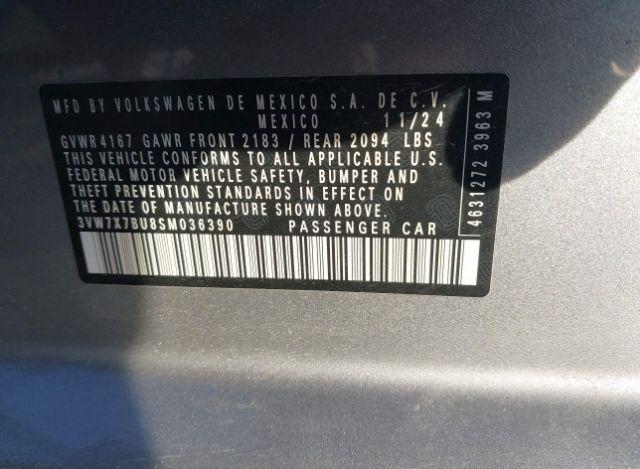 MFD BY VOLKSWAGEN DE MEXICO S.A. DE C.V.
MEXICO 11/24
GVWR 4167 GAWR FRONT 2183 / REAR 2094 LBS
THIS VEHICLE CONFORMS TO ALL APPLICABLE U.S.
FEDERAL MOTOR VEHICLE SAFETY, BUMPER AND
THEFT PREVENTION STANDARDS IN EFFECT ON
THE DATE OF MANUFACTURE SHOWN ABOVE.
3VW7X7BU8SM036390 PASSENGER CAR
4631272 3963 M